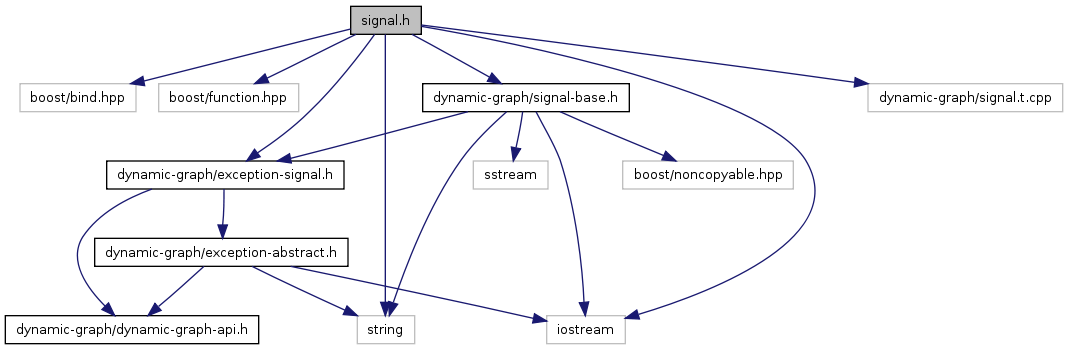 signal.h
boost/bind.hpp
boost/function.hpp
dynamic-graph/signal-base.h
dynamic-graph/signal.t.cpp
dynamic-graph/exception-signal.h
sstream
boost/noncopyable.hpp
dynamic-graph/exception-abstract.h
dynamic-graph/dynamic-graph-api.h
string
iostream